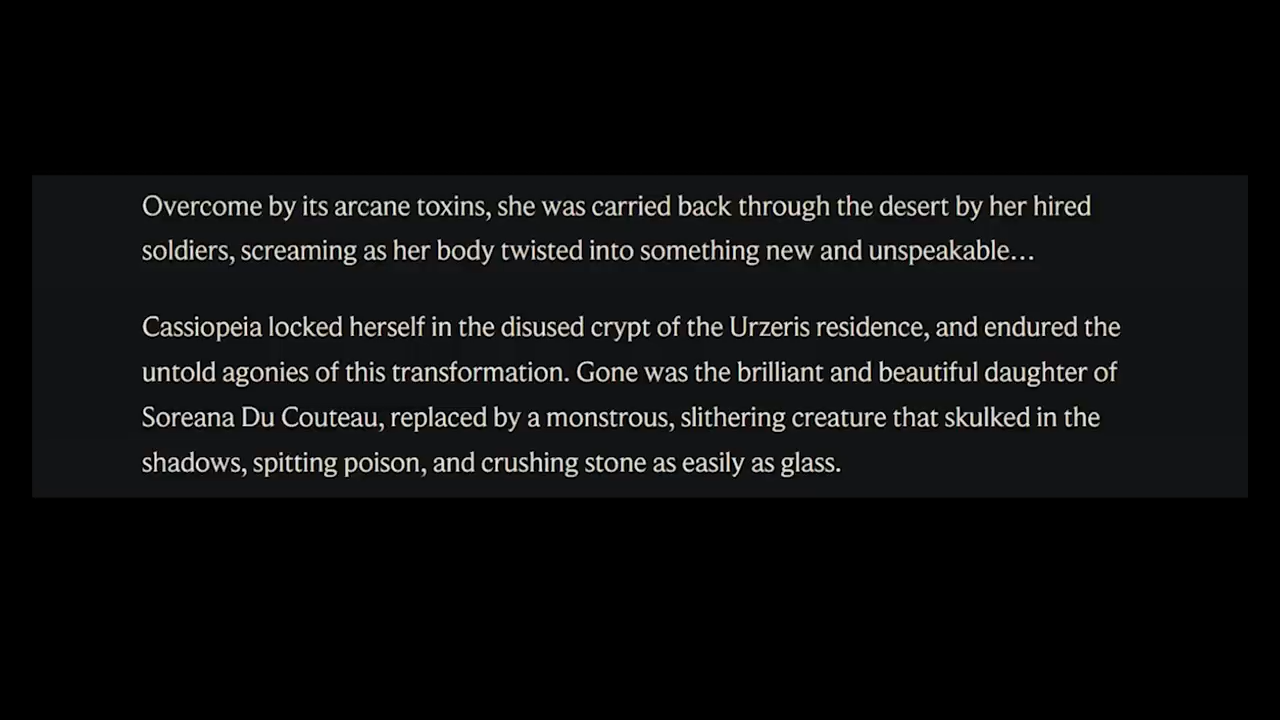 Overcome by its arcane toxins, she was carried back through the desert by her hired
soldiers, screaming as her body twisted into something new and unspeakable…
Cassiopeia locked herself in the disused crypt of the Urzeris residence, and endured the
untold agonies of this transformation. Gone was the brilliant and beautiful daughter of
Soreana Du Couteau, replaced by a monstrous, slithering creature that skulked in the
shadows, spitting poison, and crushing stone as easily as glass.